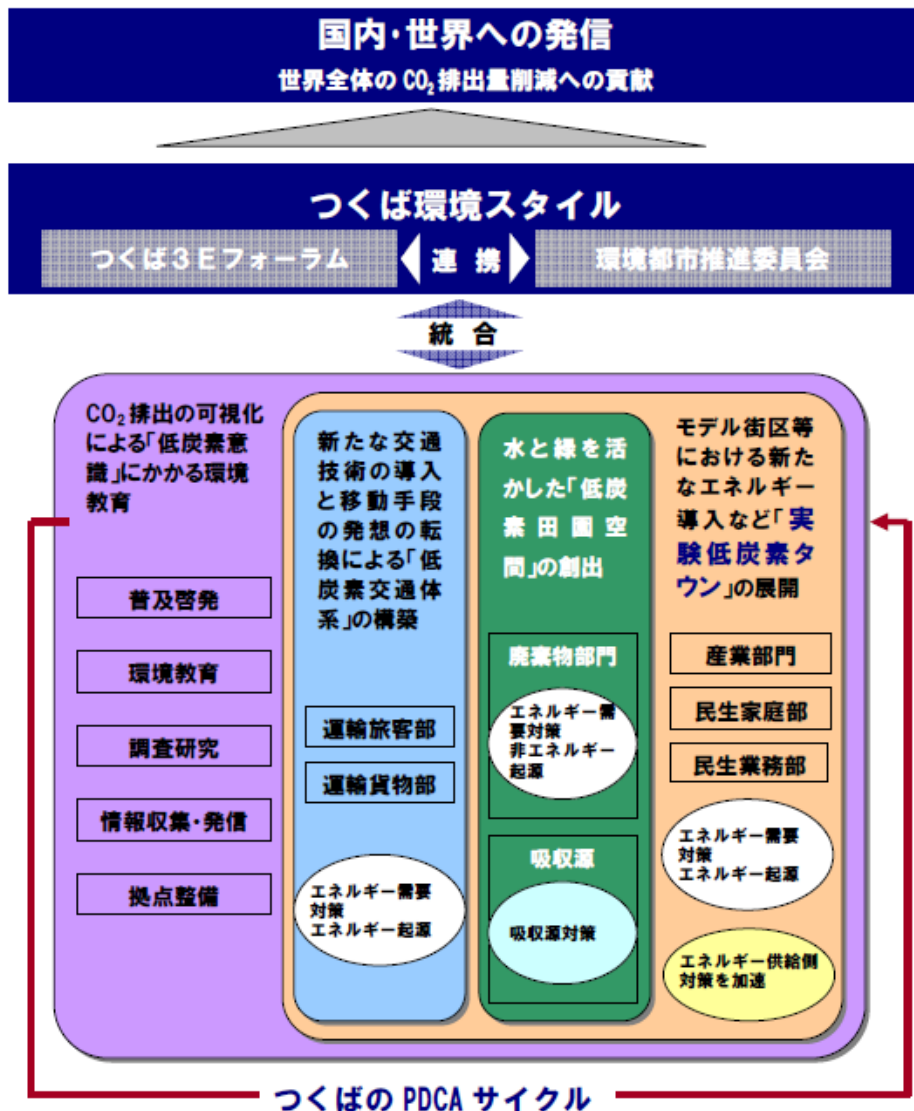 国内・世界への発信
世界全体のCO₂排出量削減への貢献
つくば環境スタイル
つくば3Eフォーラム
連携
環境都市推進委員会
統合
CO₂排出の可視化
による「低炭素意
識」にかかる環境
教育
普及啓発
環境教育
調査研究
情報収集・発信
拠点整備
新たな交通
技術の導入
と移動手段
の発想の転
換による「低
炭素交通体
系」の構築
運輸旅客部
運輸貨物部
エネルギー需要
対策
エネルギー起源
水と緑を活
かした「低炭
素田園空
間」の創出
廃棄物部門
エネルギー需
要対策
非エネルギー
起源
吸収源
吸収源対策
モデル街区等
における新た
なエネルギー
導入など「実
験低炭素タ
ウン」の展開
産業部門
民生家庭部
民生業務部
エネルギー需要
対策
エネルギー起源
エネルギー供給側
対策を加速
つくばのPDCAサイクル